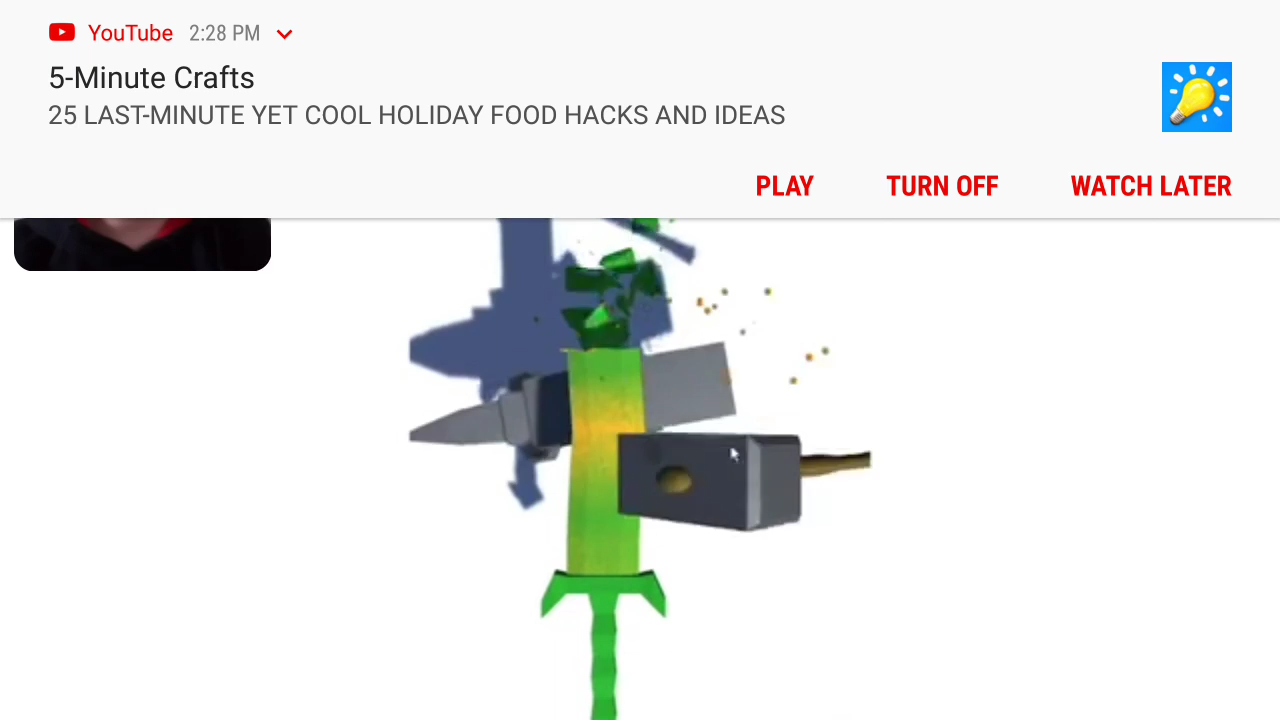 YouTube 2:28 PM
5-Minute Crafts
25 LAST-MINUTE YET COOL HOLIDAY FOOD HACKS AND IDEAS
PLAY TURN OFF WATCH LATER